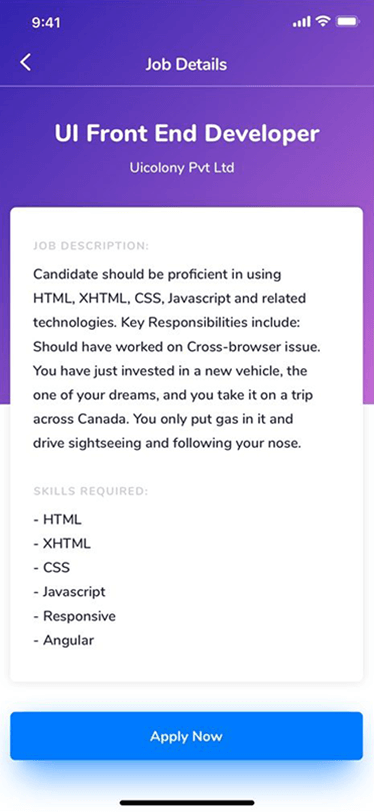 9:41
Job Details
UI Front End Developer
Uicolony Pvt Ltd
JOB DESCRIPTION:
Candidate should be proficient in using
HTML, XHTML, CSS, Javascript and related
technologies. Key Responsibilities include:
Should have worked on Cross-browser issue.
You have just invested in a new vehicle, the
one of your dreams, and you take it on a trip
across Canada. You only put gas in it and
drive sightseeing and following your nose.
SKILLS REQUIRED:
- HTML
- XHTML
- CSS
- Javascript
- Responsive
- Angular
Apply Now